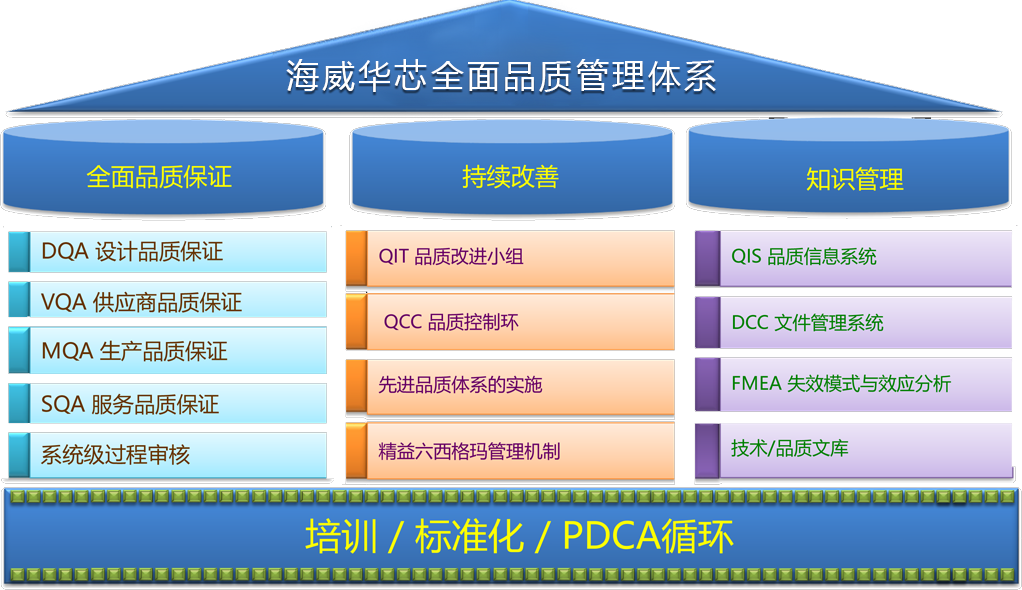 海威华芯全面品质管理体系
全面品质保证
DQA 设计品质保证
VQA 供应商品质保证
MQA 生产品质保证
SQA 服务品质保证
系统级过程审核
持续改善
QIT 品质改进小组
QCC 品质控制环
先进品质体系的实施
精益六西格玛管理机制
知识管理
QIS 品质信息系统
DCC 文件管理系统
FMEA 失效模式与效应分析
技术/品质文库
培训 / 标准化 / PDCA循环